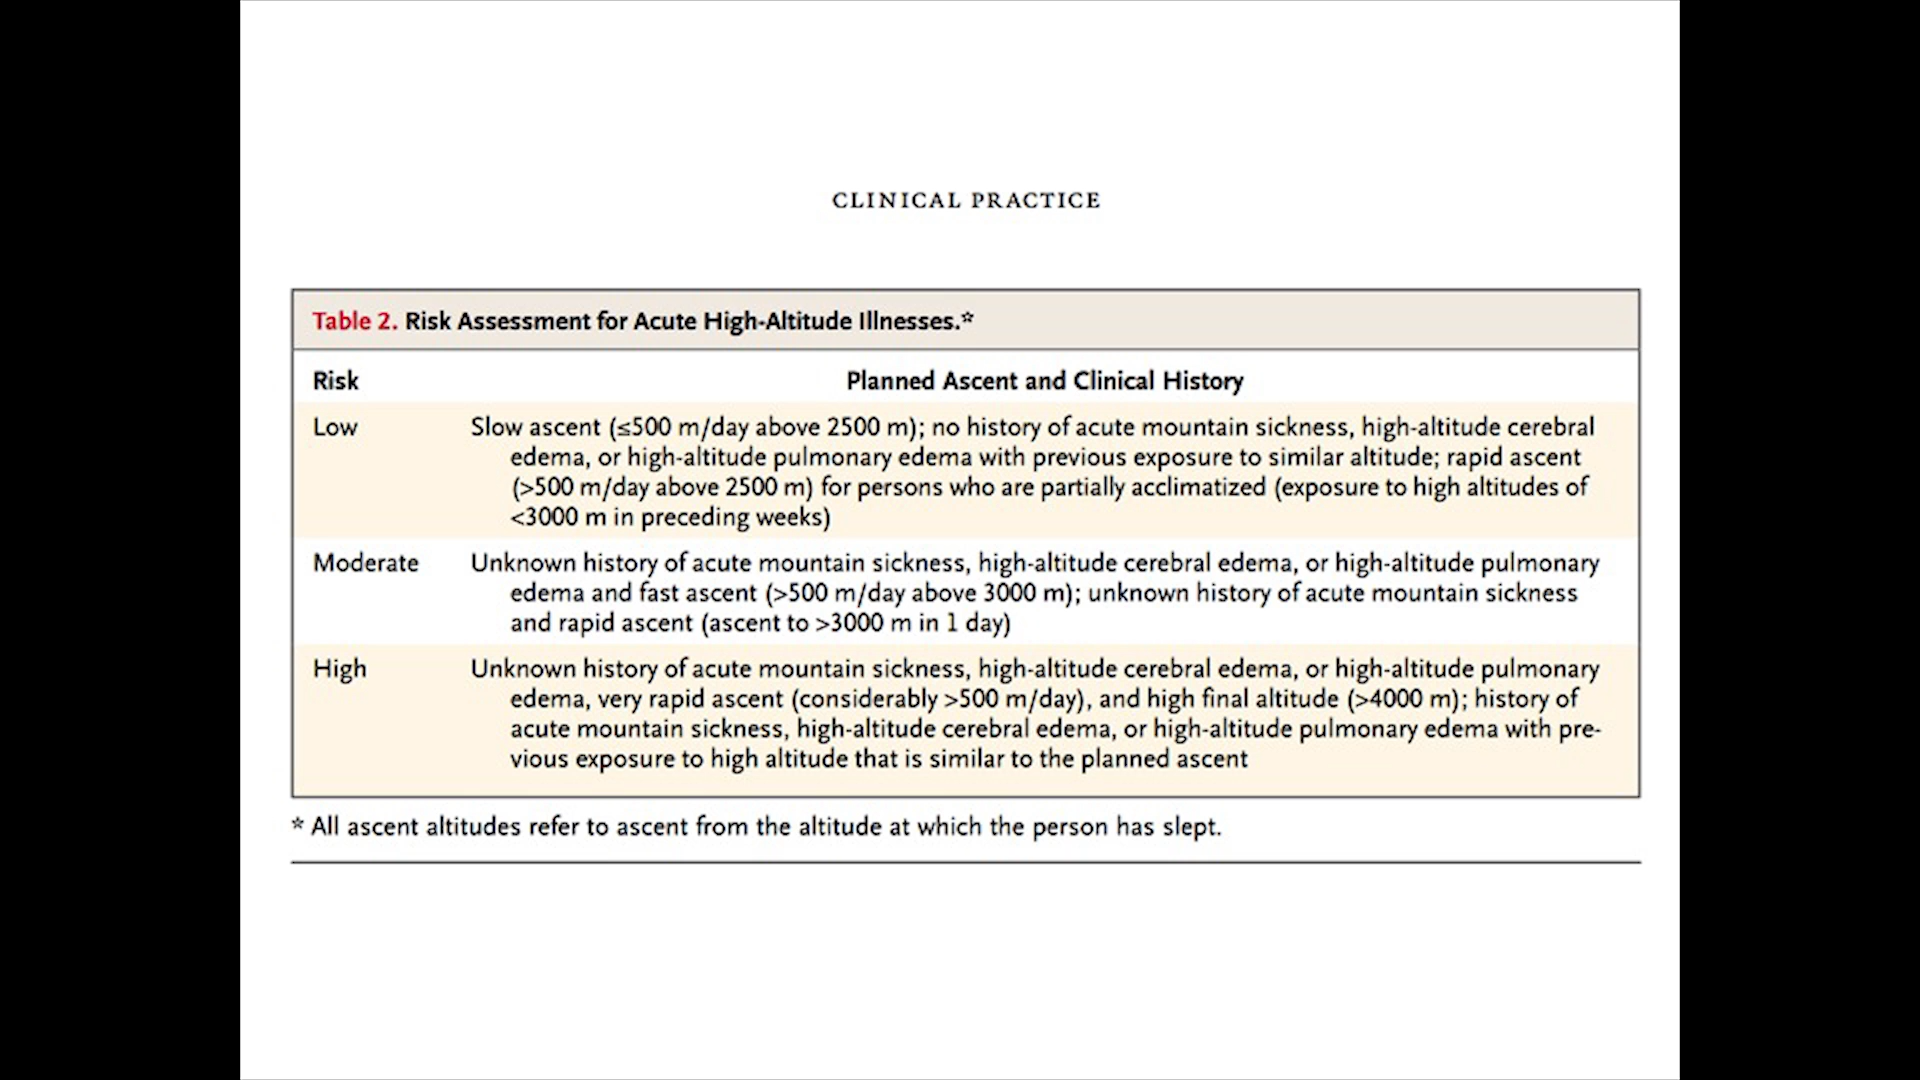 CLINICAL PRACTICE
Table 2. Risk Assessment for Acute High-Altitude Illnesses.*
Risk Planned Ascent and Clinical History
Low Slow ascent (≤500 m/day above 2500 m); no history of acute mountain sickness, high-altitude cerebral
edema, or high-altitude pulmonary edema with previous exposure to similar altitude; rapid ascent
(>500 m/day above 2500 m) for persons who are partially acclimatized (exposure to high altitudes of
<3000 m in preceding weeks)
Moderate Unknown history of acute mountain sickness, high-altitude cerebral edema, or high-altitude pulmonary
edema and fast ascent (>500 m/day above 3000 m); unknown history of acute mountain sickness
and rapid ascent (ascent to >3000 m in 1 day)
High Unknown history of acute mountain sickness, high-altitude cerebral edema, or high-altitude pulmonary
edema, very rapid ascent (considerably >500 m/day), and high final altitude (>4000 m); history of
acute mountain sickness, high-altitude cerebral edema, or high-altitude pulmonary edema with pre-
vious exposure to high altitude that is similar to the planned ascent
* All ascent altitudes refer to ascent from the altitude at which the person has slept.